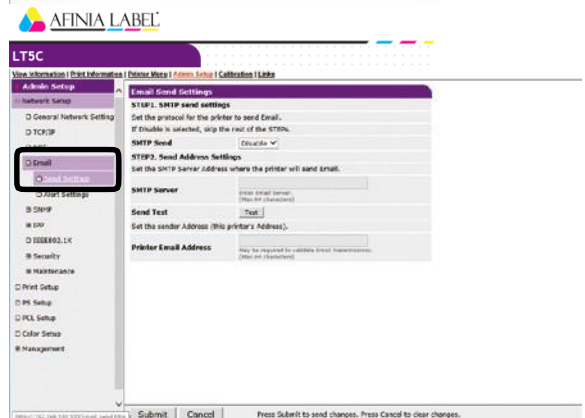 AFINIA LABEL
LT5C
View Information | Print Information | Printer Menu | Admin Setup | Calibration | Links
Admin Setup
Network Setup
General Network Setting
TCP/IP
Email
Send Settings
Alert Settings
SNMP
IPP
IEEE802.1X
Security
Maintenance
Print Setup
PS Setup
PCL Setup
Color Setup
Management
Email Send Settings
STEP1. SMTP send settings
Set the protocol for the printer to send Email.
If Disable is selected, skip the rest of the STEPs.
SMTP Send
Disable
STEP2. Send Address Settings
Set the SMTP Server Address where the printer will send Email.
SMTP Server
Enter Email Server.
(Max 64 characters)
Send Test
Test
Set the sender Address (this printer's Address).
Printer Email Address
May be required to validate Email transmission.
(Max 64 characters)
Submit
Cancel
Press Submit to send changes. Press Cancel to clear changes.